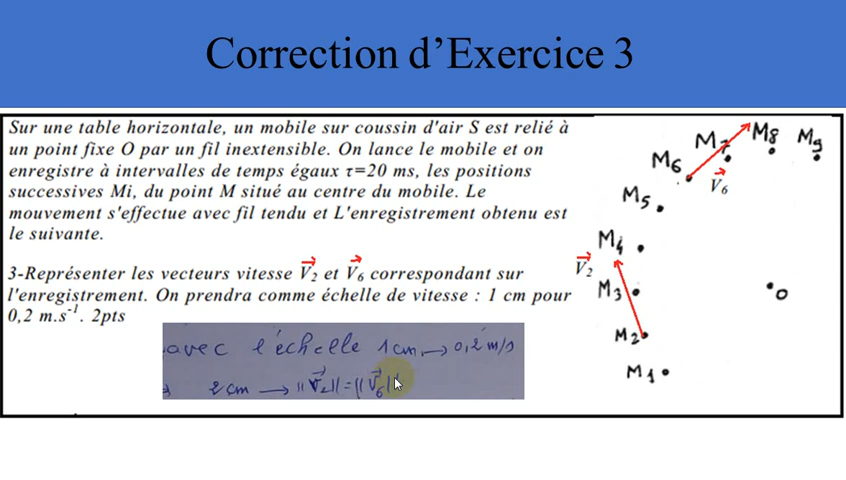 Correction d'Exercice 3
Sur une table horizontale, un mobile sur coussin d'air S est relié à
un point fixe O par un fil inextensible. On lance le mobile et on
enregistre à intervalles de temps égaux τ=20 ms, les positions
successives Mi, du point M situé au centre du mobile. Le
mouvement s'effectue avec fil tendu et L'enregistrement obtenu est
le suivante.
3-Représenter les vecteurs vitesse V⃗2 et V⃗6 correspondant sur
l'enregistrement. On prendra comme échelle de vitesse : 1 cm pour
0,2 m.s⁻¹. 2pts
avec l'échelle 1cm → 0,2 m/s
2cm → ||V⃗2|| = ||V⃗6||
M8
M9
M7
M6
V⃗6
M5
M4
V⃗2
M3
O
M2
M1